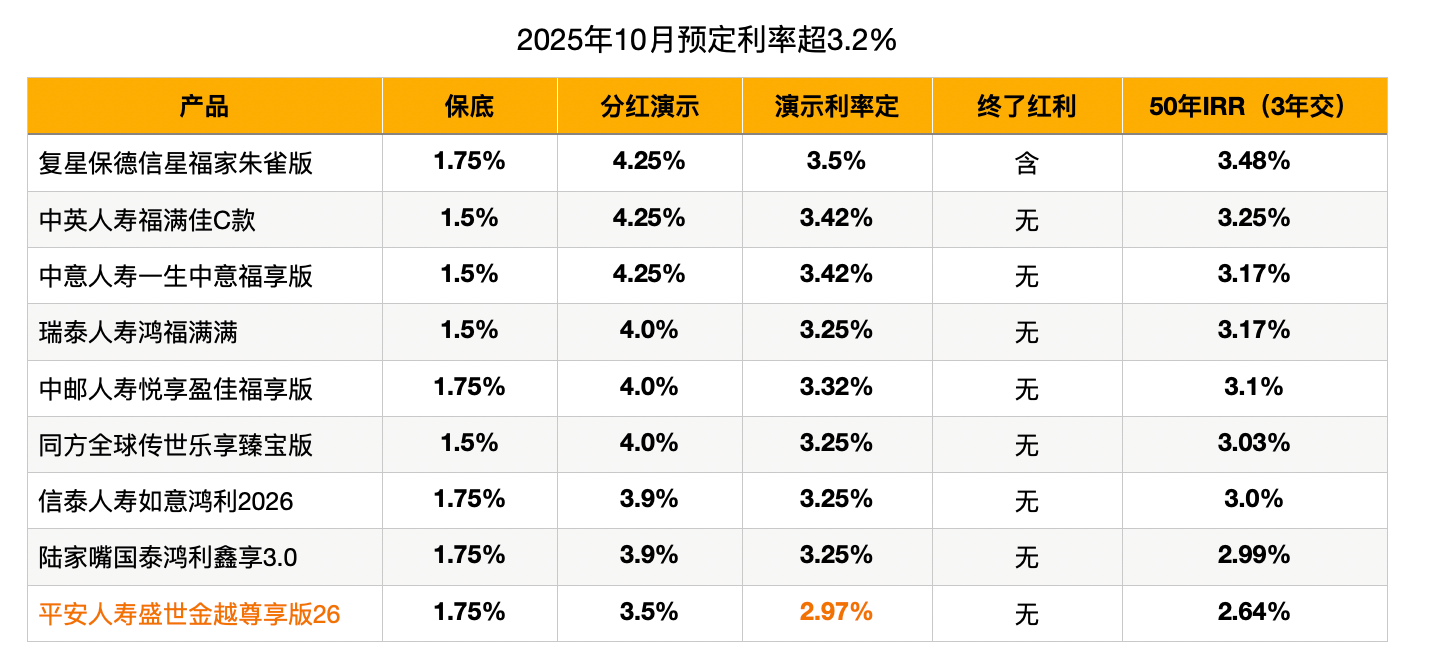 2025年10月预定利率超3.2%
产品 保底 分红演示 演示利率定 终了红利 50年IRR（3年交）
复星保德信星福家朱雀版 1.75% 4.25% 3.5% 含 3.48%
中英人寿福满佳C款 1.5% 4.25% 3.42% 无 3.25%
中意人寿一生中意福享版 1.5% 4.25% 3.42% 无 3.17%
瑞泰人寿鸿福满满 1.5% 4.0% 3.25% 无 3.17%
中邮人寿悦享盈佳福享版 1.75% 4.0% 3.32% 无 3.1%
同方全球传世乐享臻宝版 1.5% 4.0% 3.25% 无 3.03%
信泰人寿如意鸿利2026 1.75% 3.9% 3.25% 无 3.0%
陆家嘴国泰鸿利鑫享3.0 1.75% 3.9% 3.25% 无 2.99%
平安人寿盛世金越尊享版26 1.75% 3.5% 2.97% 无 2.64%